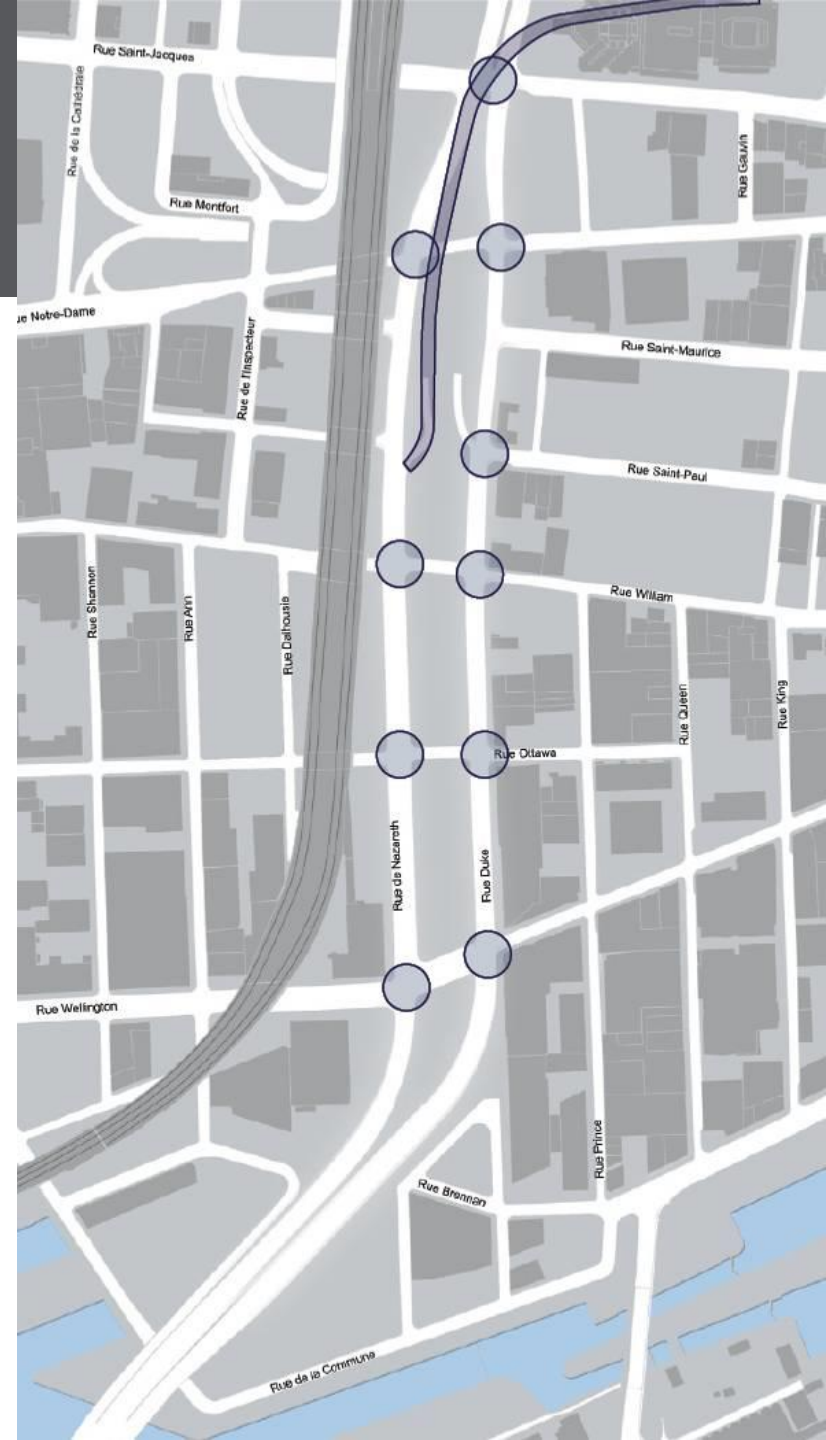 Rue Saint-Jacques
Rue de la Cathédrale
Rue Gauvin
Rue Montfort
ue Notre-Dame
Rue de l'Inspecteur
Rue Saint-Maurice
Rue Saint-Paul
Rue Shannon
Rue Ann
Rue Dalhousie
Rue William
Rue Queen
Rue King
Rue Ottawa
Rue de Nazareth
Rue Duke
Rue Wellington
Rue Prince
Rue Brennan
Rue de la Commune